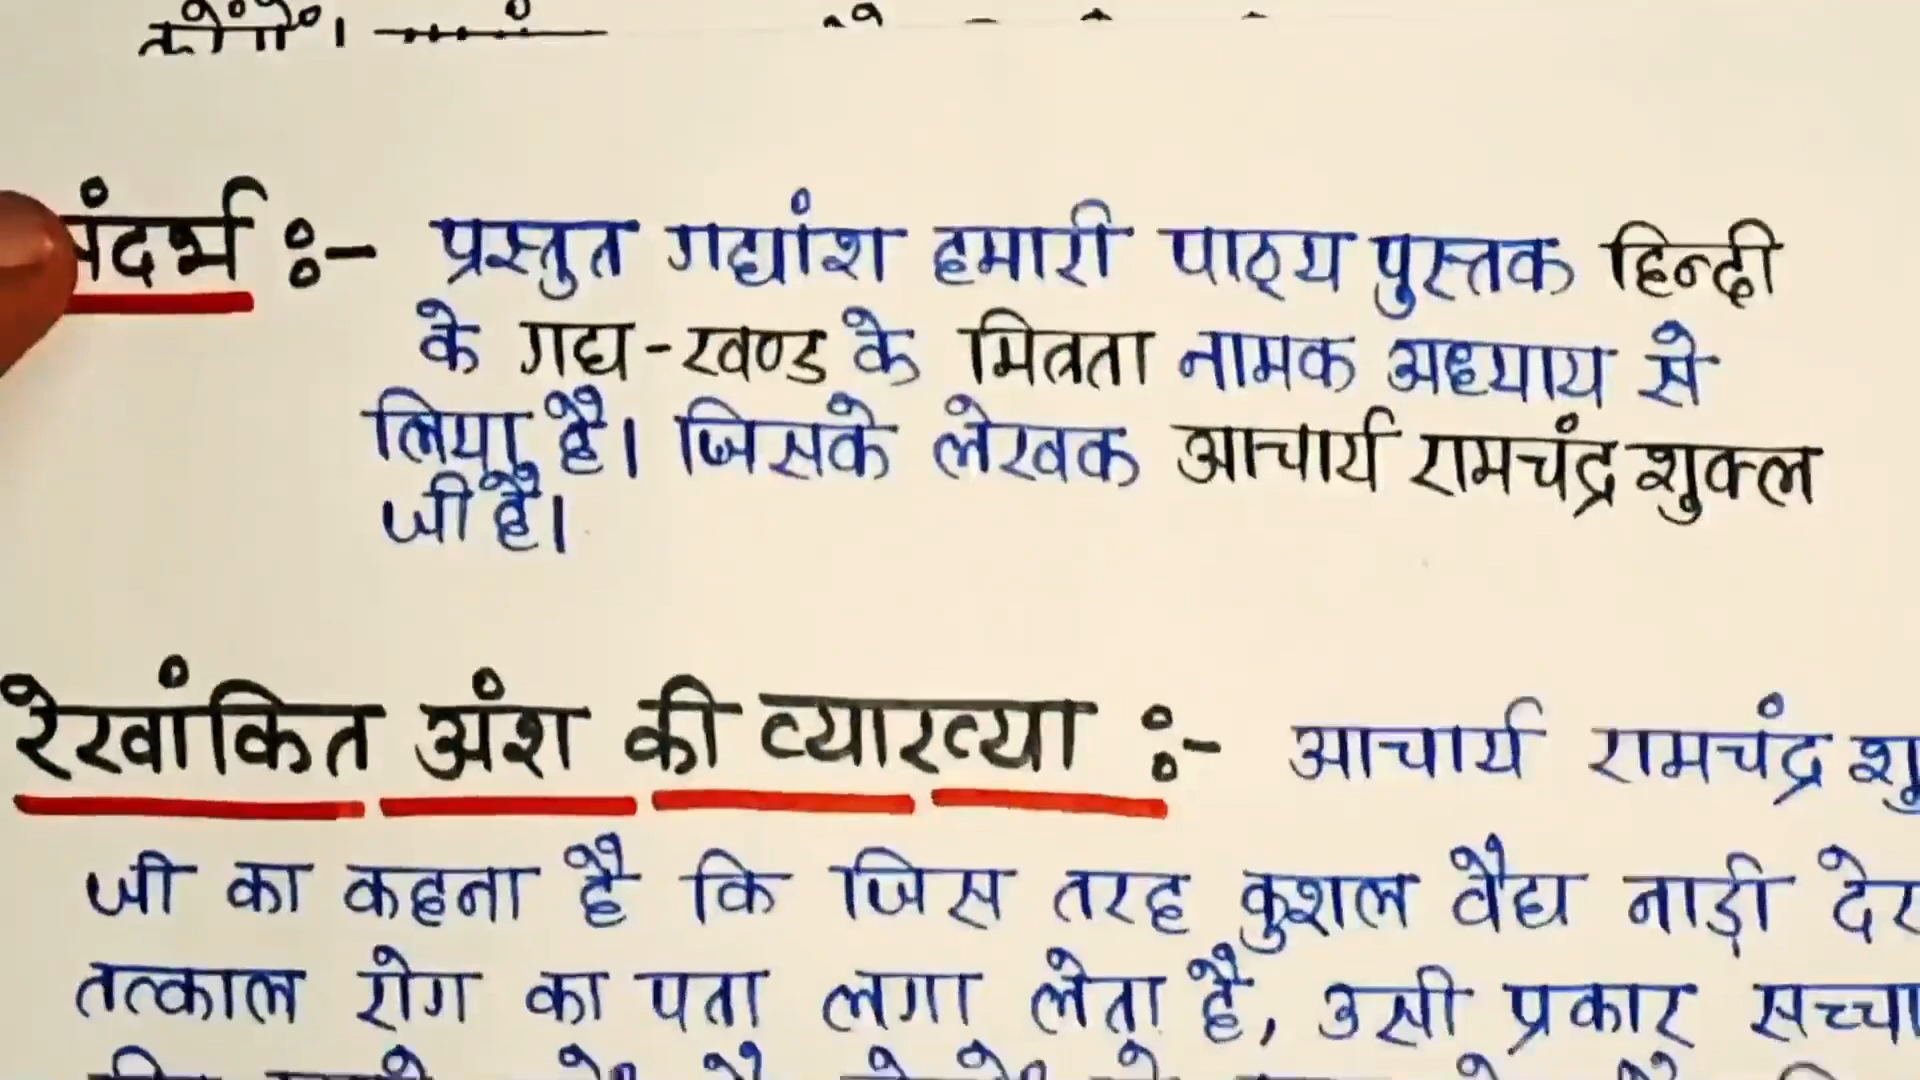 संदर्भ :- प्रस्तुत गद्यांश हमारी पाठ्य पुस्तक हिन्दी
के गद्य-खण्ड के मित्रता नामक अध्याय से
लिया है। जिसके लेखक आचार्य रामचंद्र शुक्ल
जी हैं।
रेखांकित अंश की व्याख्या :- आचार्य रामचंद्र शु
जी का कहना है कि जिस तरह कुशल वैद्य नाड़ी
तत्काल रोग का पता लगा लेता है, उसी प्रकार सच्चा